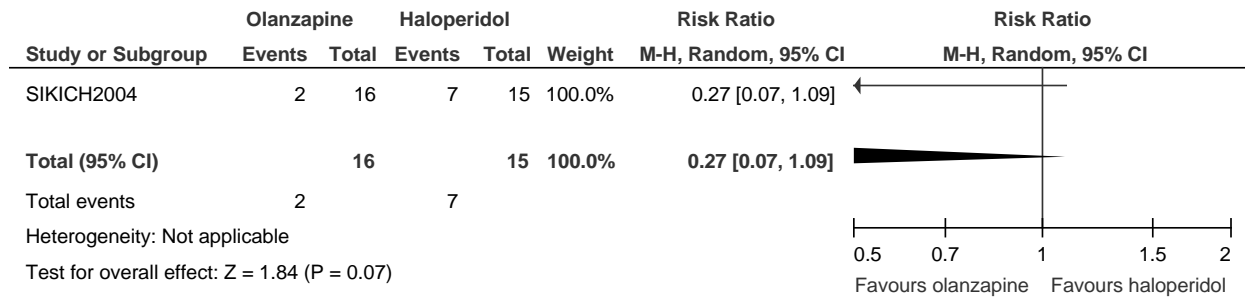 Olanzapine Haloperidol Risk Ratio Risk Ratio
Study or Subgroup Events Total Events Total Weight M-H, Random, 95% CI M-H, Random, 95% CI
SIKICH2004 2 16 7 15 100.0% 0.27 [0.07, 1.09]
Total (95% CI) 16 15 100.0% 0.27 [0.07, 1.09]
Total events 2 7
Heterogeneity: Not applicable
Test for overall effect: Z = 1.84 (P = 0.07)
0.5 0.7 1 1.5 2
Favours olanzapine Favours haloperidol